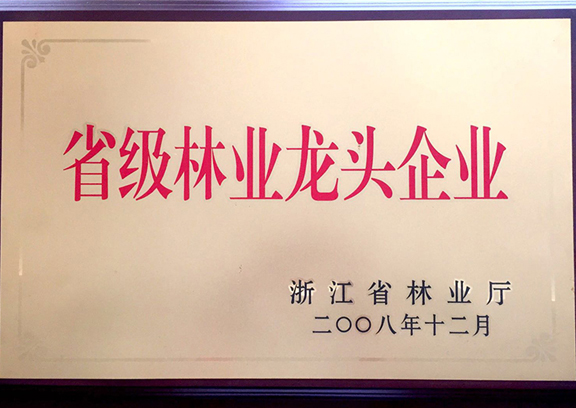 省级林业龙头企业
浙江省林业厅
二〇〇八年十二月